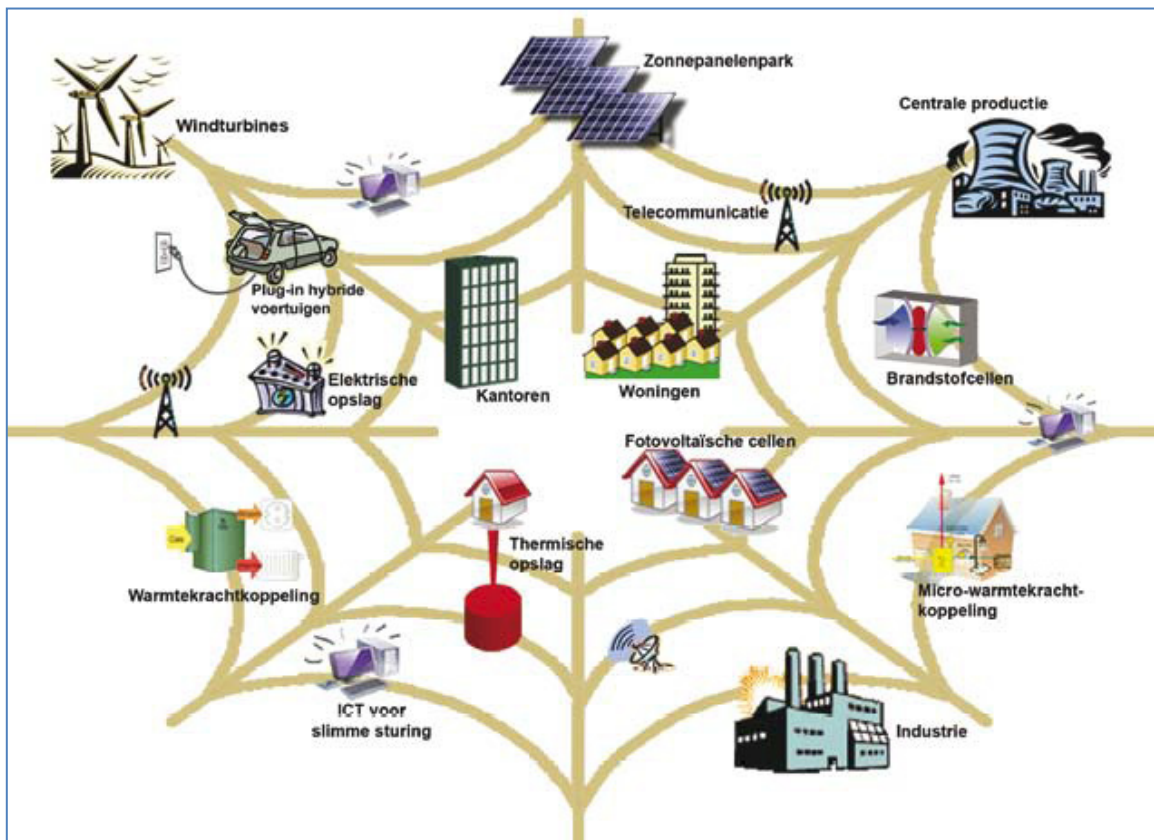 Zonnepanelenpark
Centrale productie
Windturbines
Telecommunicatie
Plug-in hybride
voertuigen
Elektrische
opslag
Kantoren
Woningen
Brandstofcellen
Fotovoltaïsche cellen
Thermische
opslag
Gas
Warmtekrachtkoppeling
Micro-warmtekracht-
koppeling
ICT voor
slimme sturing
Industrie